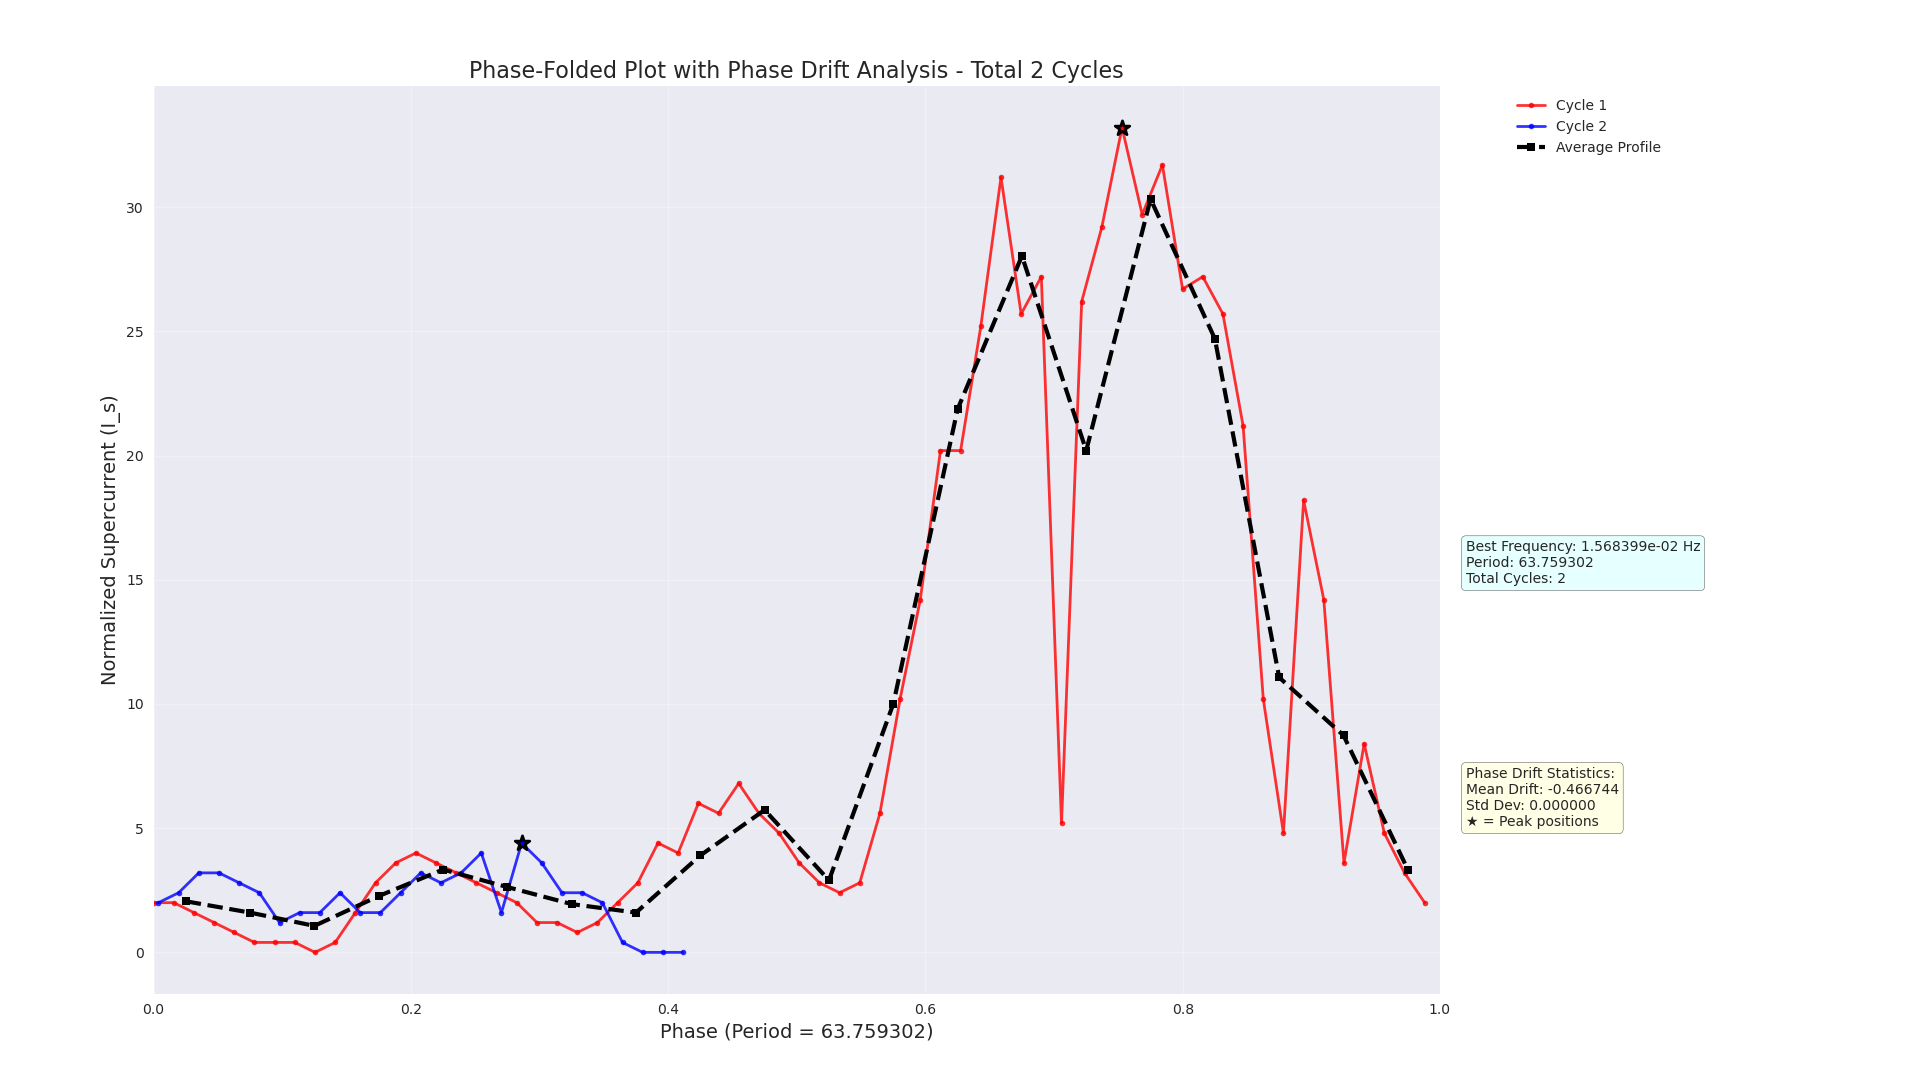 Phase-Folded Plot with Phase Drift Analysis - Total 2 Cycles
Cycle 1
Cycle 2
Average Profile
Normalized Supercurrent (I_s)
30
25
20
15
10
5
0
0.0
0.2
0.4
0.6
0.8
1.0
Phase (Period = 63.759302)
Best Frequency: 1.568399e-02 Hz
Period: 63.759302
Total Cycles: 2
Phase Drift Statistics:
Mean Drift: -0.466744
Std Dev: 0.000000
★ = Peak positions